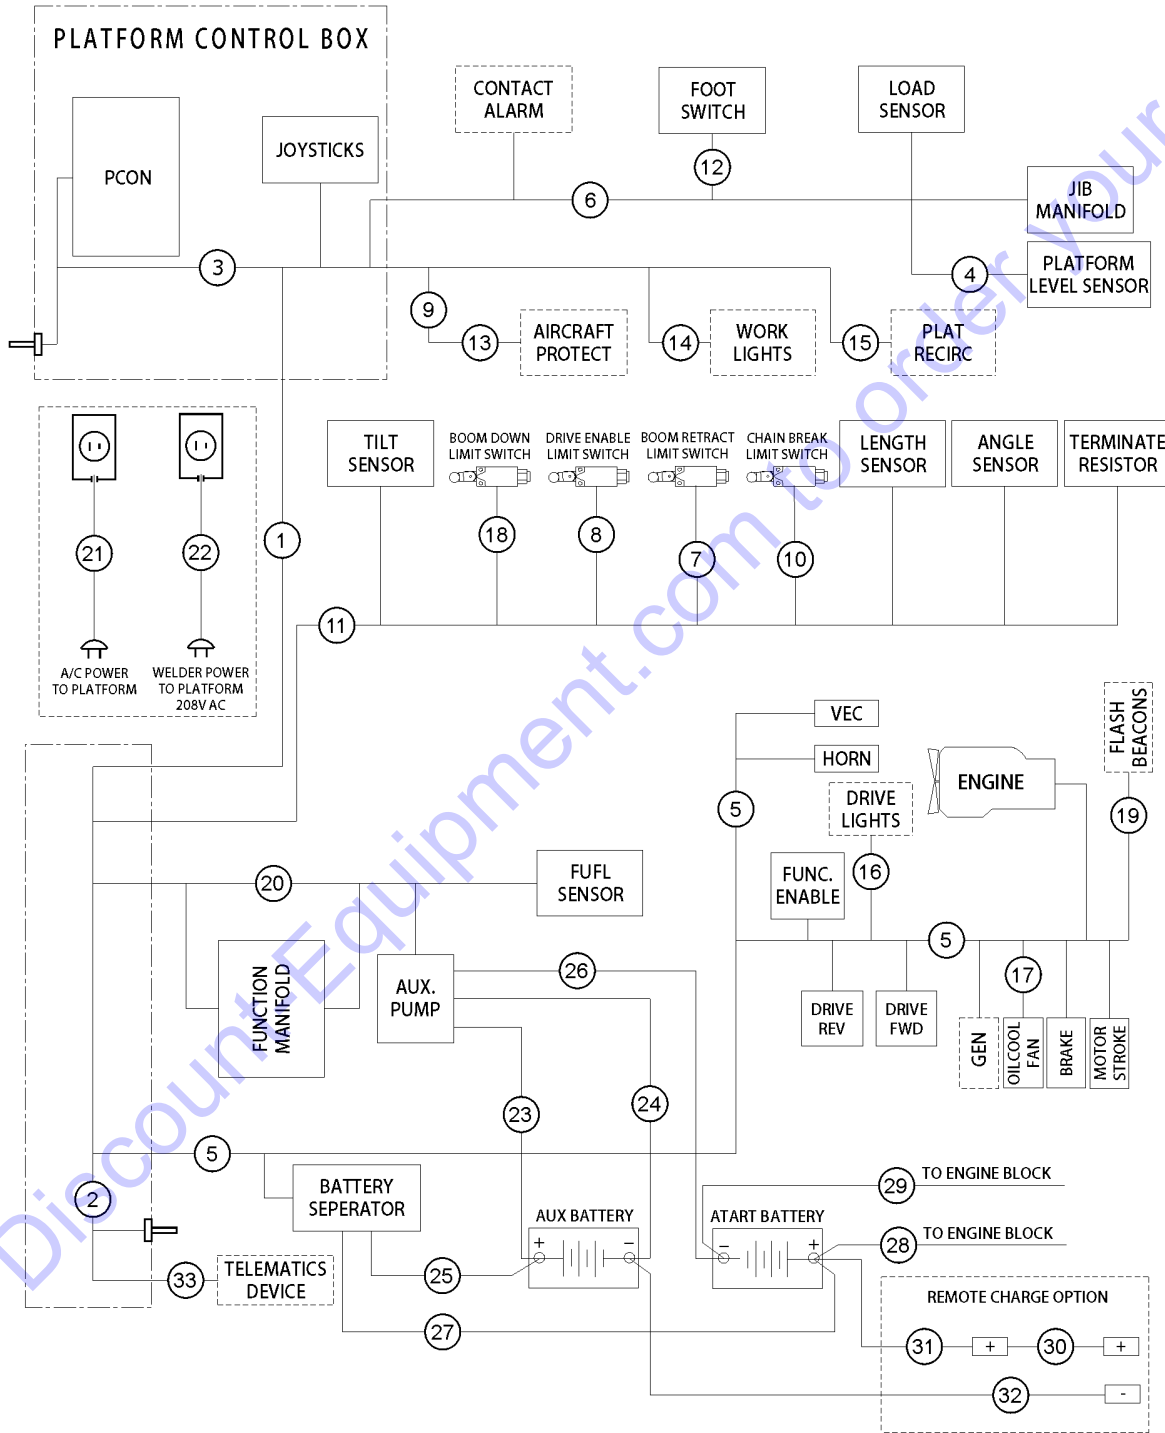 PLATFORM CONTROL BOX
PCON
JOYSTICKS
CONTACT
ALARM
FOOT
SWITCH
LOAD
SENSOR
12
6
JIB
MANIFOLD
3
4
PLATFORM
LEVEL SENSOR
9
13
AIRCRAFT
PROTECT
14
WORK
LIGHTS
15
PLAT
RECIRC
21
22
A/C POWER
TO PLATFORM
WELDER POWER
TO PLATFORM
208V AC
1
TILT
SENSOR
BOOM DOWN
LIMIT SWITCH
DRIVE ENABLE
LIMIT SWITCH
BOOM RETRACT
LIMIT SWITCH
CHAIN BREAK
LIMIT SWITCH
LENGTH
SENSOR
ANGLE
SENSOR
TERMINATE
RESISTOR
18
8
7
10
11
VEC
HORN
5
DRIVE
LIGHTS
ENGINE
FLASH
BEACONS
19
16
FUNC.
ENABLE
20
FUFL
SENSOR
5
FUNCTION
MANIFOLD
AUX.
PUMP
26
17
DRIVE
REV
DRIVE
FWD
GEN
OILCOOL
FAN
BRAKE
MOTOR
STROKE
23
24
5
2
BATTERY
SEPERATOR
29
TO ENGINE BLOCK
AUX BATTERY
+
−
ATART BATTERY
−
+
28
TO ENGINE BLOCK
33
TELEMATICS
DEVICE
25
27
REMOTE CHARGE OPTION
31
+
30
+
32
-
Discount-Equipment.com to order your